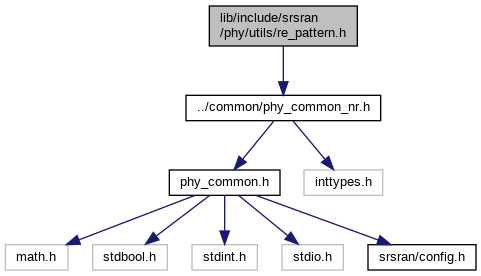 lib/include/srsran
/phy/utils/re_pattern.h
../common/phy_common_nr.h
phy_common.h
inttypes.h
math.h
stdbool.h
stdint.h
stdio.h
srsran/config.h